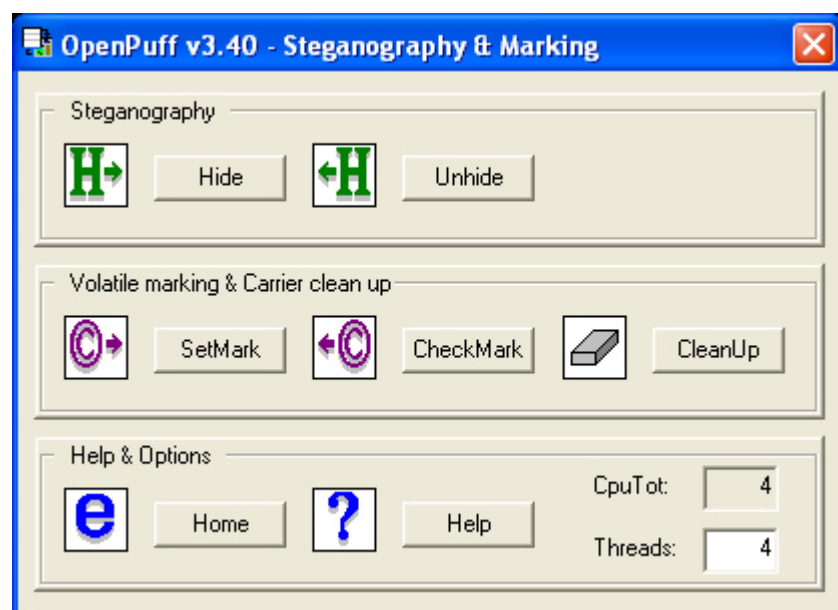 OpenPuff v3.40 - Steganography & Marking
Steganography
H Hide H Unhide
Volatile marking & Carrier clean up
© SetMark © CheckMark CleanUp
Help & Options
e Home ? Help
CpuTot: 4
Threads: 4